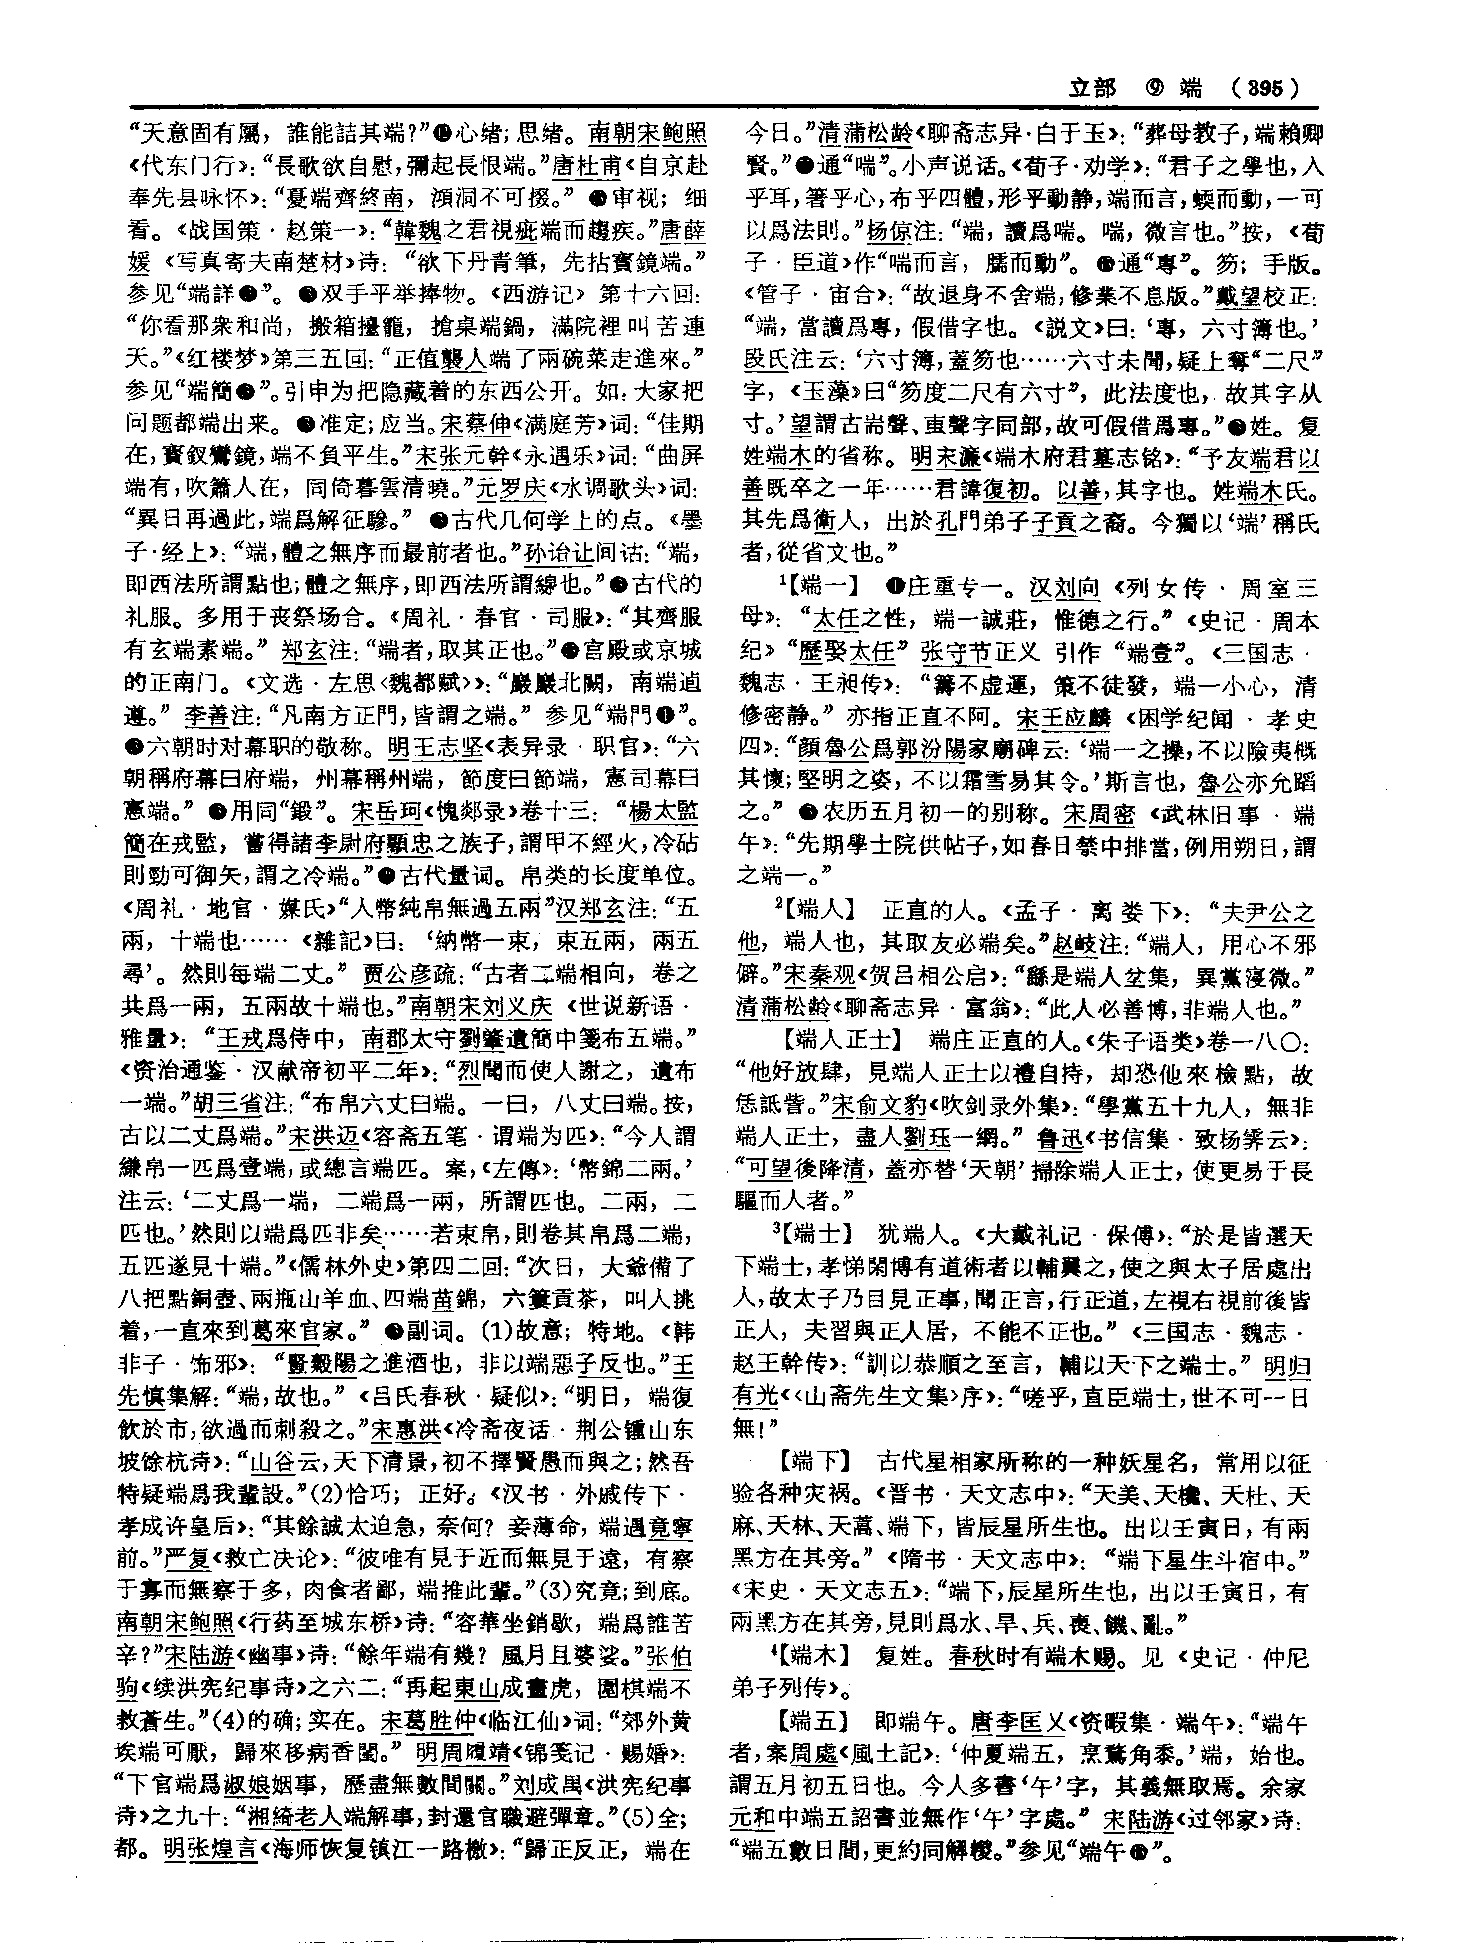 立部 ⑨ 端 (395)
“天意固有屬，誰能詰其端？”⓫心绪；思绪。南朝宋鲍照
《代东门行》：“長歌欲自慰，彌起長恨端。”唐杜甫《自京赴
奉先县咏怀》：“憂端齊終南，澒洞不可掇。” 审视；细
看。《战国策·赵策一》：“韓魏之君視疵端而趨疾。”唐薛
媛《写真寄夫南楚材》诗：“欲下丹青筆，先拈寶鏡端。”
参见“端詳 ”。 双手平举捧物。《西游记》第十六回：
“你看那衆和尚，搬箱擡籠，搶桌端鍋，滿院裡叫苦連
天。”《红楼梦》第三五回：“正值襲人端了兩碗菜走進來。”
参见“端簡 ”。引申为把隐藏着的东西公开。如：大家把
问题都端出来。 准定；应当。宋蔡伸《满庭芳》词：“佳期
在，寶釵鸞鏡，端不負平生。”宋张元幹《永遇乐》词：“曲屏
端有，吹簫人在，同倚暮雲清曉。”元罗庆《水调歌头》词：
“異日再過此，端爲解征驂。” 古代几何学上的点。《墨
子·经上》：“端，體之無序而最前者也。”孙诒让间诂：“端，
即西法所謂點也；體之無序，即西法所謂線也。” 古代的
礼服。多用于丧祭场合。《周礼·春官·司服》：“其齊服
有玄端素端。”郑玄注：“端者，取其正也。” 宫殿或京城
的正南门。《文选·左思〈魏都赋〉》：“巖巖北闕，南端逌
遵。”李善注：“凡南方正門，皆謂之端。”参见“端門❶”。
六朝时对幕职的敬称。明王志坚《表异录·职官》：“六
朝稱府幕曰府端，州幕稱州端，節度曰節端，憲司幕曰
憲端。” 用同“鍛”。宋岳珂《愧郯录》卷十三：“楊太監
簡在戎監，嘗得諸李尉府顯忠之族子，謂甲不經火，冷砧
則勁可御矢，謂之冷端。” 古代量词。帛类的长度单位。
《周礼·地官·媒氏》“人幣純帛無過五兩”汉郑玄注：“五
兩，十端也……《雜記》曰：‘納幣一束，束五兩，兩五
尋’。然則每端二丈。”贾公彦疏：“古者二端相向，卷之
共爲一兩，五兩故十端也。”南朝宋刘义庆《世说新语·
雅量》：“王戎爲侍中，南郡太守劉肇遺筒中箋布五端。”
《资治通鉴·汉献帝初平二年》：“烈聞而使人謝之，遺布
一端。”胡三省注：“布帛六丈曰端。一曰，八丈曰端。按，
古以二丈爲端。”宋洪迈《容斋五笔·谓端为匹》：“今人謂
縑帛一匹爲壹端，或總言端匹。案，《左傳》：‘幣錦二兩。’
注云：‘二丈爲一端，二端爲一兩，所謂匹也。二兩，二
匹也。’然則以端爲匹非矣……若束帛，則卷其帛爲二端，
五匹遂見十端。”《儒林外史》第四二回：“次日，大爺備了
八把點銅壺、兩瓶山羊血、四端苗錦，六簍貢茶，叫人挑
着，一直來到葛來官家。” 副词。(1)故意；特地。《韩
非子·饰邪》：“豎穀陽之進酒也，非以端惡子反也。”王
先慎集解：“端，故也。”《吕氏春秋·疑似》：“明日，端復
飲於市，欲過而刺殺之。”宋惠洪《冷斋夜话·荆公锺山东
坡馀杭诗》：“山谷云，天下清景，初不擇賢愚而與之；然吾
特疑端爲我輩設。”(2)恰巧；正好。《汉书·外戚传下·
孝成许皇后》：“其餘誠太迫急，奈何？妾薄命，端遇竟寧
前。”严复《救亡决论》：“彼唯有見于近而無見于遠，有察
于寡而無察于多，肉食者鄙，端推此輩。”(3)究竟；到底。
南朝宋鲍照《行药至城东桥》诗：“容華坐銷歇，端爲誰苦
辛？”宋陆游《幽事》诗：“餘年端有幾？風月且婆娑。”张伯
驹《续洪宪纪事诗》之六二：“再起東山成畫虎，圍棋端不
救蒼生。”(4)的确；实在。宋葛胜仲《临江仙》词：“郊外黄
埃端可厭，歸來移病香閨。”明周履靖《锦笺记·赐婚》：
“下官端爲淑娘姻事，歷盡無數間關。”刘成禺《洪宪纪事
诗》之九十：“湘綺老人端解事，封還官職避彈章。”(5)全；
都。明张煌言《海师恢复镇江一路檄》：“歸正反正，端在
今日。”清蒲松龄《聊斋志异·白于玉》：“葬母教子，端賴卿
賢。” 通“喘”。小声说话。《荀子·劝学》：“君子之學也，入
乎耳，箸乎心，布乎四體，形乎動静，端而言，蝡而動，一可
以爲法則。”杨倞注：“端，讀爲喘。喘，微言也。”按，《荀
子·臣道》作“喘而言，臑而動”。 通“專”。笏；手版。
《管子·宙合》：“故退身不舍端，修業不息版。”戴望校正：
“端，當讀爲專，假借字也。《説文》曰：‘專，六寸簿也。’
段氏注云：‘六寸簿，蓋笏也……六寸未聞，疑上奪“二尺”
字，《玉藻》曰“笏度二尺有六寸”，此法度也，故其字从
寸。’望謂古耑聲、叀聲字同部，故可假借爲專。” 姓。复
姓端木的省称。明宋濂《端木府君墓志铭》：“予友端君以
善既卒之一年……君諱復初。以善，其字也。姓端木氏。
其先爲衛人，出於孔門弟子子貢之裔。今獨以‘端’稱氏
者，從省文也。”
¹【端一】 ❶庄重专一。汉刘向《列女传·周室三
母》：“太任之性，端一誠莊，惟德之行。”《史记·周本
纪》“歷娶太任”张守节正义引作“端壹”。《三国志·
魏志·王昶传》：“籌不虚運，策不徒發，端一小心，清
修密静。”亦指正直不阿。宋王应麟《困学纪闻·孝史
四》：“顔魯公爲郭汾陽家廟碑云：‘端一之操，不以險夷概
其懷；堅明之姿，不以霜雪易其令。’斯言也，魯公亦允蹈
之。” ❷农历五月初一的别称。宋周密《武林旧事·端
午》：“先期學士院供帖子，如春日禁中排當，例用朔日，謂
之端一。”
²【端人】 正直的人。《孟子·离娄下》：“夫尹公之
他，端人也，其取友必端矣。”赵岐注：“端人，用心不邪
僻。”宋秦观《贺吕相公启》：“繇是端人坌集，異黨寖微。”
清蒲松龄《聊斋志异·富翁》：“此人必善博，非端人也。”
【端人正士】 端庄正直的人。《朱子语类》卷一八〇：
“他好放肆，見端人正士以禮自持，却恐他來檢點，故
恁詆訾。”宋俞文豹《吹剑录外集》：“學黨五十九人，無非
端人正士，盡人劉珏一網。”鲁迅《书信集·致杨霁云》：
“可望後降清，蓋亦替‘天朝’掃除端人正士，使更易于長
驅而人者。”
³【端士】 犹端人。《大戴礼记·保傅》：“於是皆選天
下端士，孝悌閑博有道術者以輔翼之，使之與太子居處出
人，故太子乃目見正事，聞正言，行正道，左視右視前後皆
正人，夫習與正人居，不能不正也。”《三国志·魏志·
赵王幹传》：“訓以恭順之至言，輔以天下之端士。”明归
有光《〈山斋先生文集〉序》：“嗟乎，直臣端士，世不可一日
無！”
【端下】 古代星相家所称的一种妖星名，常用以征
验各种灾祸。《晋书·天文志中》：“天美、天欃、天杜、天
麻、天林、天蒿、端下，皆辰星所生也。出以壬寅日，有兩
黑方在其旁。”《隋书·天文志中》：“端下星生斗宿中。”
《宋史·天文志五》：“端下，辰星所生也，出以壬寅日，有
兩黑方在其旁，見則爲水、旱、兵、喪、饑、亂。”
⁴【端木】 复姓。春秋时有端木赐。见《史记·仲尼
弟子列传》。
【端五】 即端午。唐李匡乂《资暇集·端午》：“端午
者，案周處《風土記》：‘仲夏端五，烹鶩角黍。’端，始也。
謂五月初五日也。今人多書‘午’字，其義無取焉。余家
元和中端五詔書並無作‘午’字處。”宋陆游《过邻家》诗：
“端五數日間，更約同解糭。”参见“端午 ”。